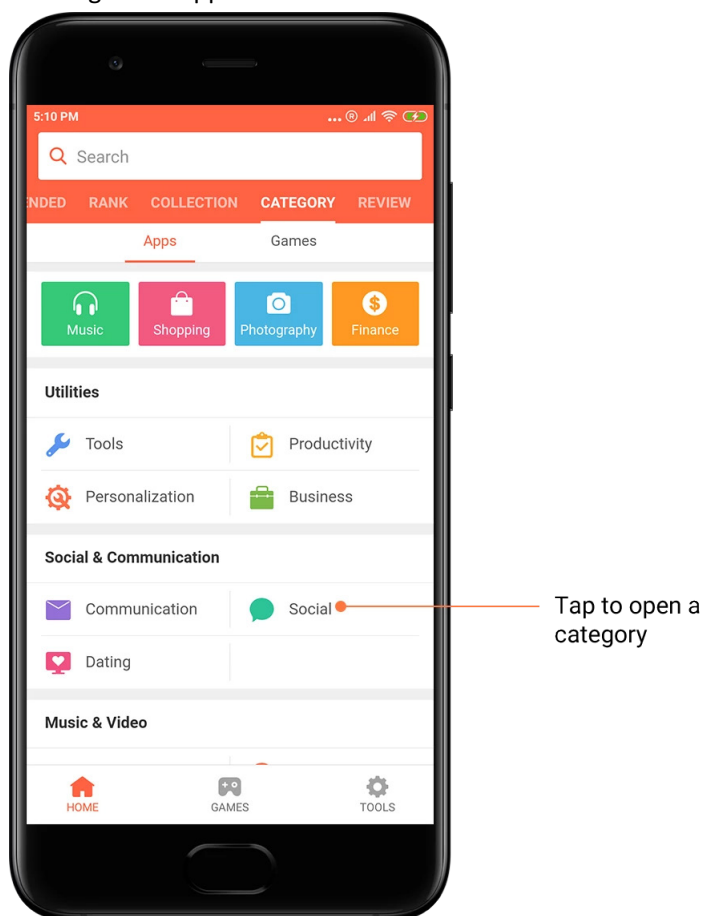 5:10 PM
Search
ENDED RANK COLLECTION CATEGORY REVIEW
Apps Games
Music Shopping Photography Finance
Utilities
Tools Productivity
Personalization Business
Social & Communication
Communication Social
Tap to open a
category
Dating
Music & Video
HOME GAMES TOOLS